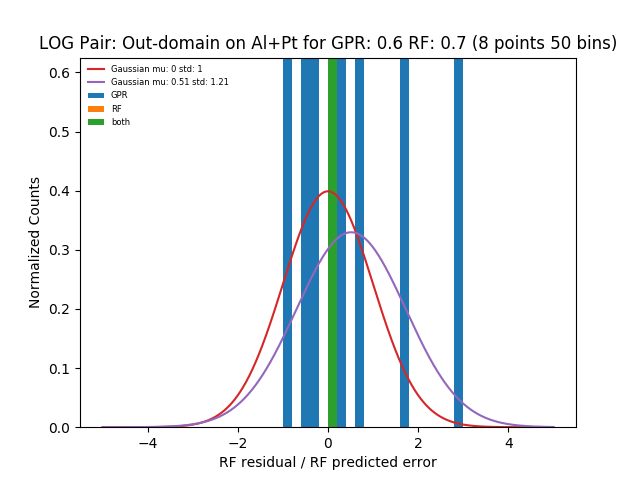 LOG Pair: Out-domain on Al+Pt for GPR: 0.6 RF: 0.7 (8 points 50 bins)
Gaussian mu: 0 std: 1
Gaussian mu: 0.51 std: 1.21
GPR
RF
both
0.6
0.5
0.4
0.3
0.2
0.1
0.0
Normalized Counts
−4 −2 0 2 4
RF residual / RF predicted error